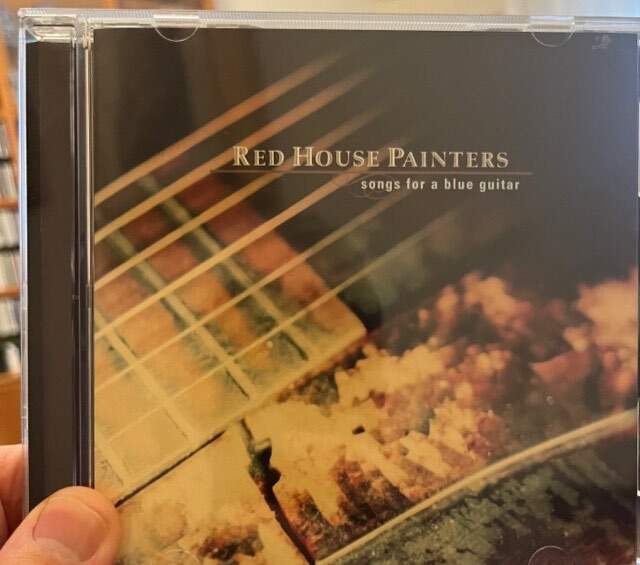 RED HOUSE PAINTERS
songs for a blue guitar